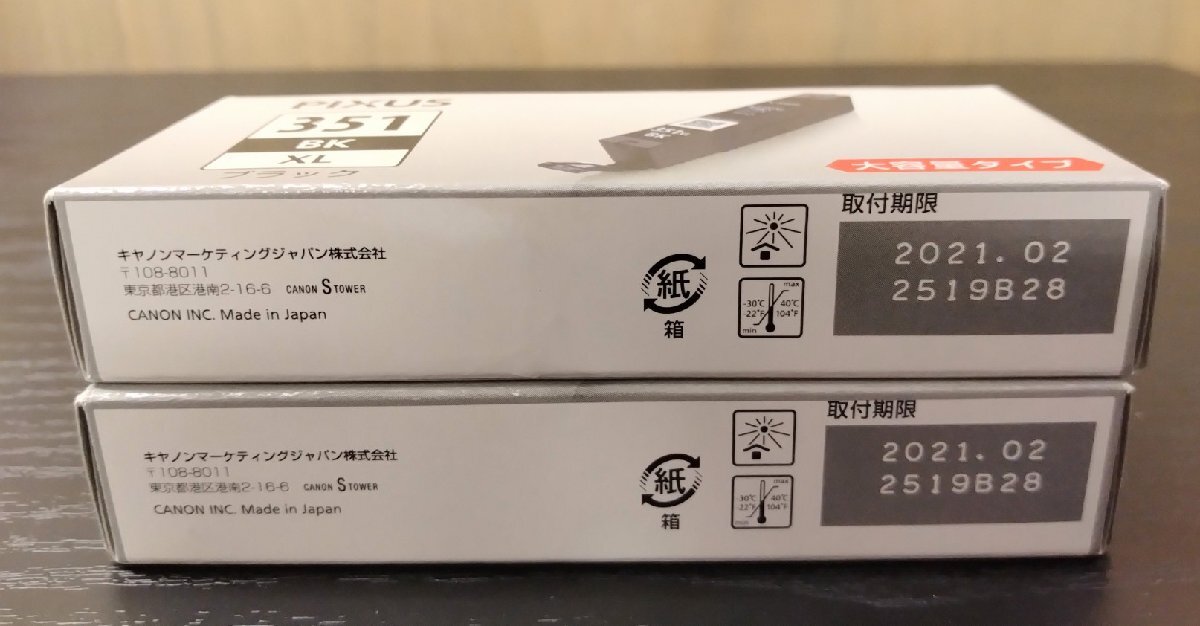 PIXUS
351
BK
XL
ブラック
大容量タイプ
キヤノンマーケティングジャパン株式会社
〒108-8011
東京都港区港南2-16-6 CANON S TOWER
CANON INC. Made in Japan
紙
箱
max
-30℃ 40℃
-22°F 104°F
min
取付期限
2021.02
2519B28
キヤノンマーケティングジャパン株式会社
〒108-8011
東京都港区港南2-16-6 CANON S TOWER
CANON INC. Made in Japan
紙
箱
max
-30℃ 40℃
-22°F 104°F
min
取付期限
2021.02
2519B28